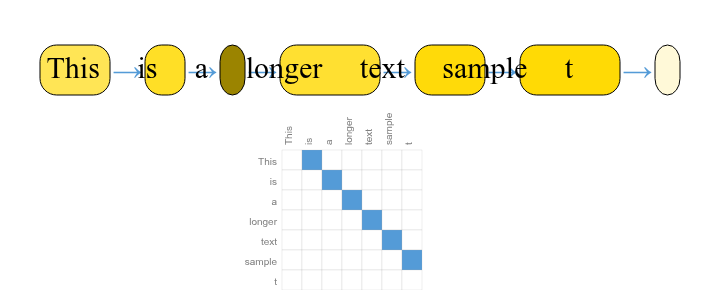 This is a longer text sample t
This is a longer text sample t
This
is
a
longer
text
sample
t